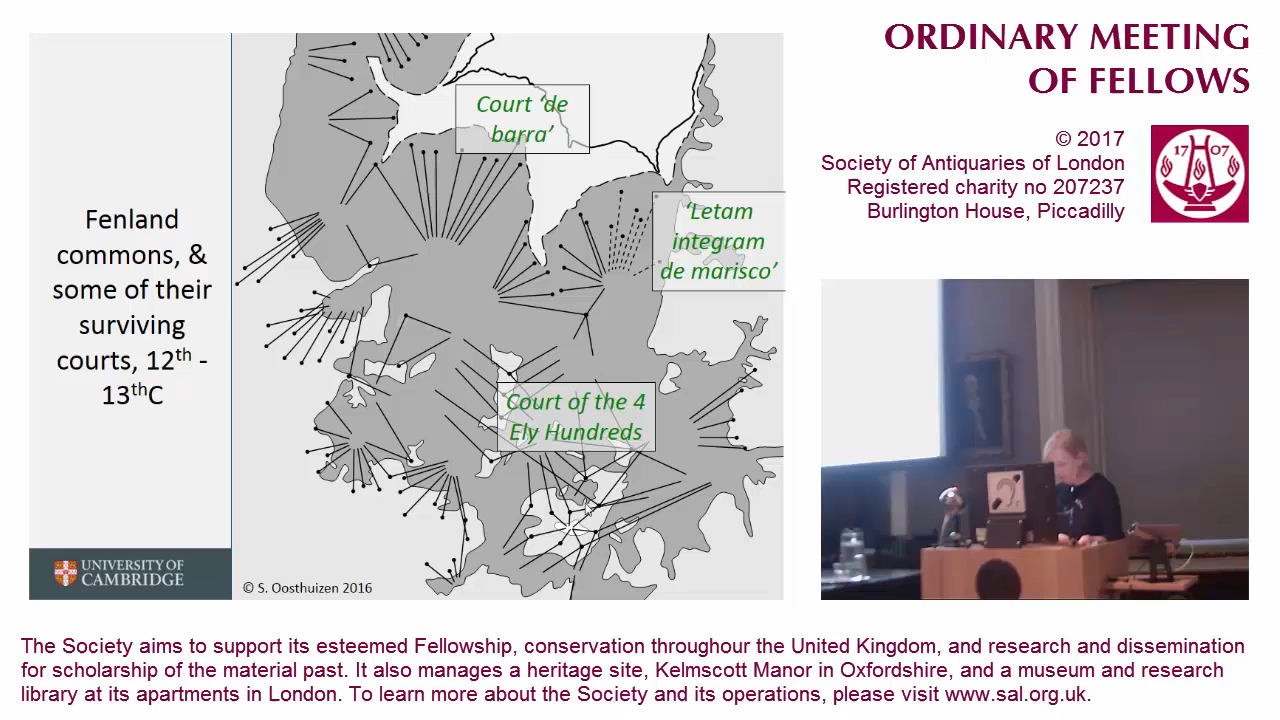 Fenland
commons, &
some of their
surviving
courts, 12th -
13thC
UNIVERSITY OF
CAMBRIDGE
Court 'de
barra'
'Letam
integram
de marisco'
Court of the 4
Ely Hundreds
© S. Oosthuizen 2016
ORDINARY MEETING
OF FELLOWS
© 2017
Society of Antiquaries of London
Registered charity no 207237
Burlington House, Piccadilly
17 07
The Society aims to support its esteemed Fellowship, conservation throughour the United Kingdom, and research and dissemination
for scholarship of the material past. It also manages a heritage site, Kelmscott Manor in Oxfordshire, and a museum and research
library at its apartments in London. To learn more about the Society and its operations, please visit www.sal.org.uk.